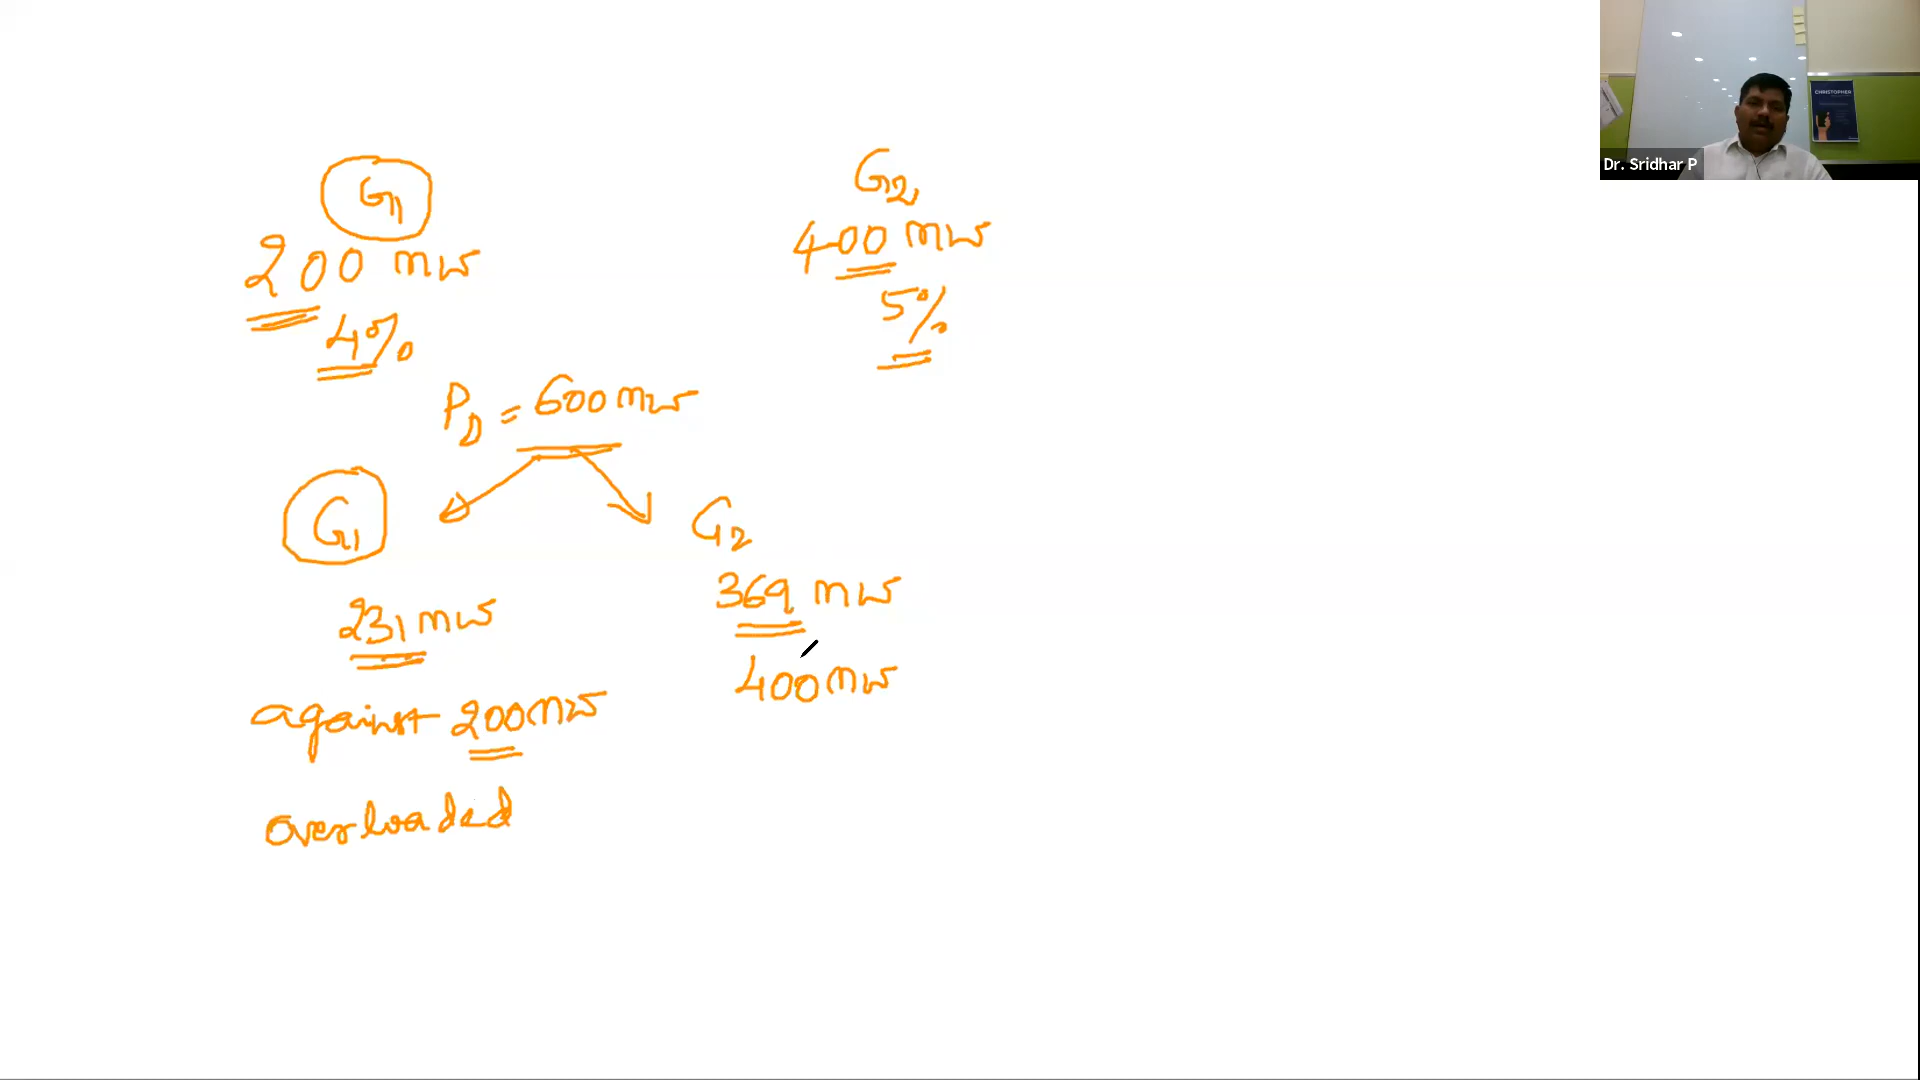 G1
200 mw
4%
G2
400 mw
5%
PD = 600 mw
G1
231 mw
against 200 mw
overloaded
G2
369 mw
400 mw
CHRISTOPHER
Dr. Sridhar P